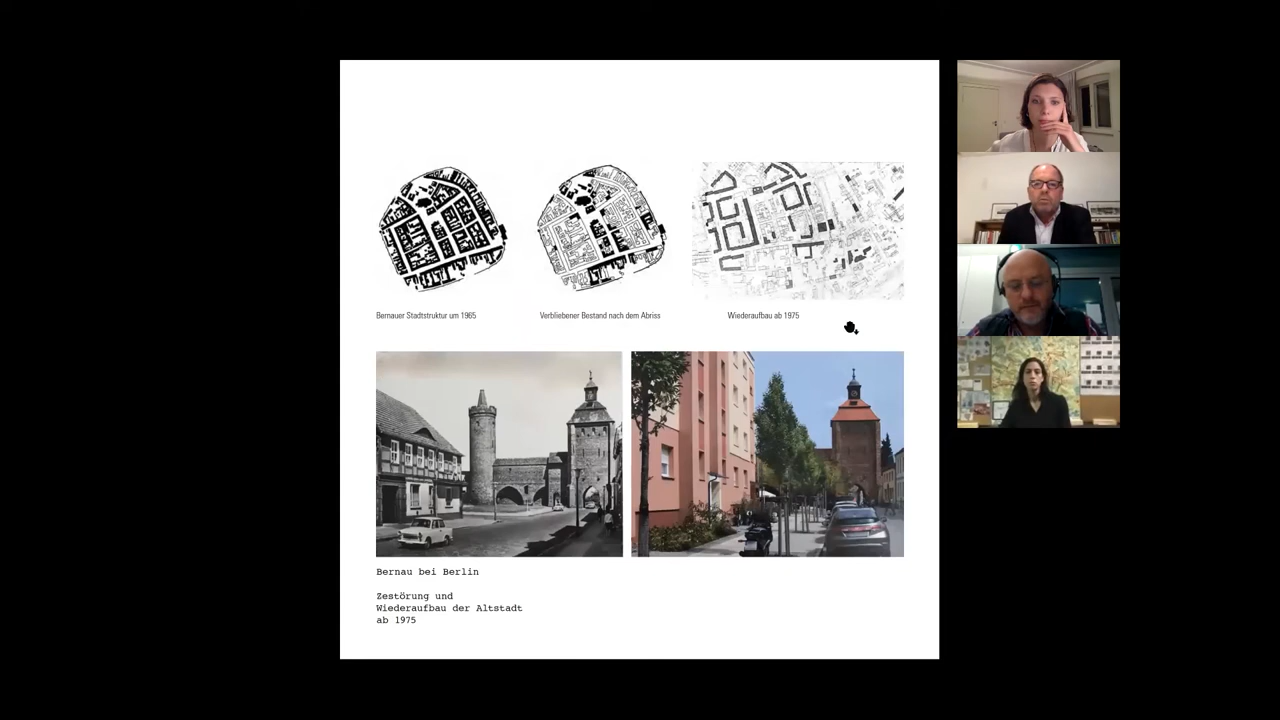 Bernauer Stadtstruktur um 1965
Verbliebener Bestand nach dem Abriss
Wiederaufbau ab 1975
Bernau bei Berlin
Zestörung und
Wiederaufbau der Altstadt
ab 1975